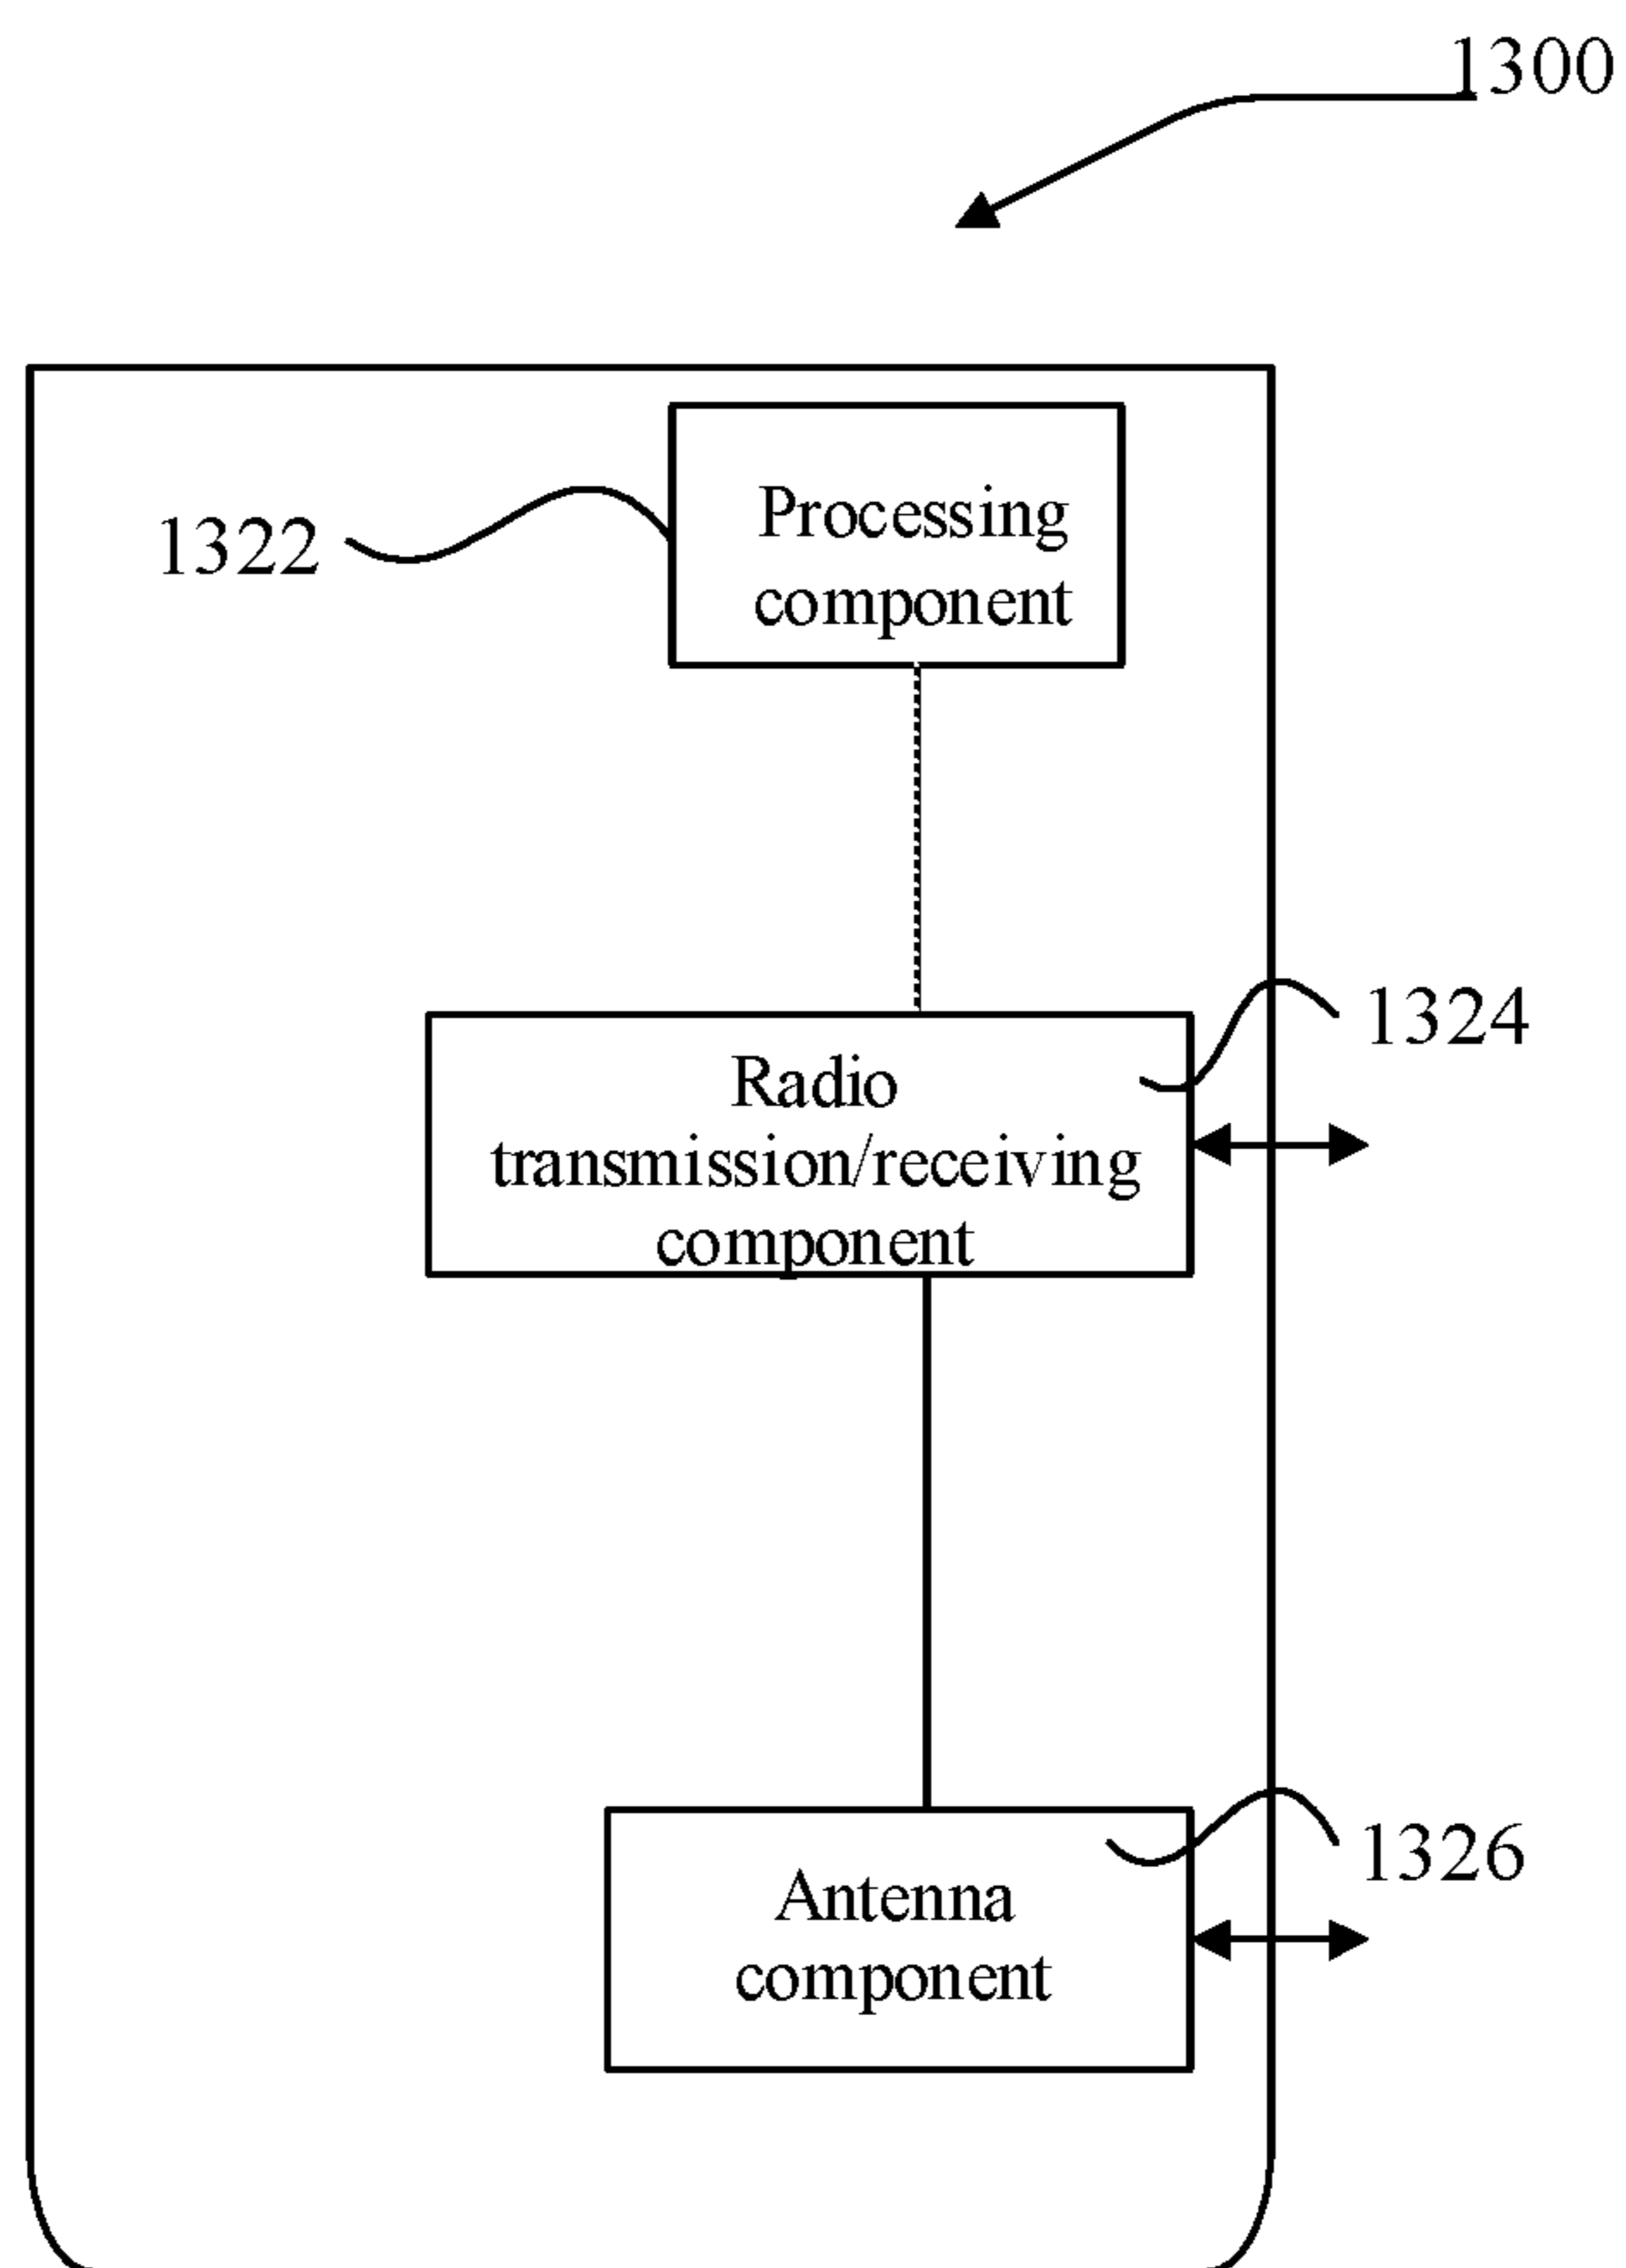 1300
Processing
component
1322
1324
Radio
transmission/receiving
component
1326
Antenna
component